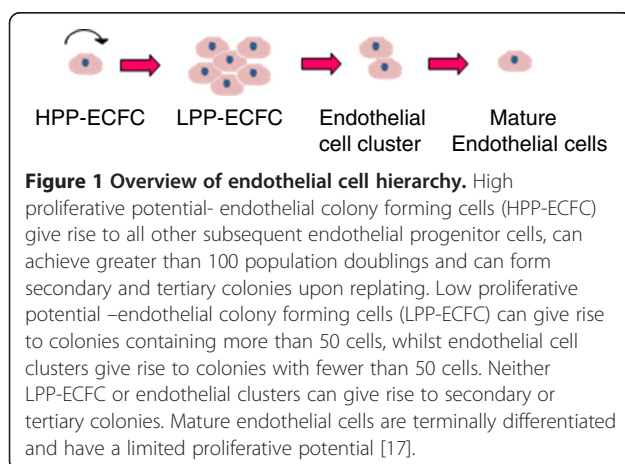 HPP-ECFC LPP-ECFC Endothelial cell cluster Mature Endothelial cells
Figure 1 Overview of endothelial cell hierarchy. High
proliferative potential- endothelial colony forming cells (HPP-ECFC)
give rise to all other subsequent endothelial progenitor cells, can
achieve greater than 100 population doublings and can form
secondary and tertiary colonies upon replating. Low proliferative
potential –endothelial colony forming cells (LPP-ECFC) can give rise
to colonies containing more than 50 cells, whilst endothelial cell
clusters give rise to colonies with fewer than 50 cells. Neither
LPP-ECFC or endothelial clusters can give rise to secondary or
tertiary colonies. Mature endothelial cells are terminally differentiated
and have a limited proliferative potential [17].